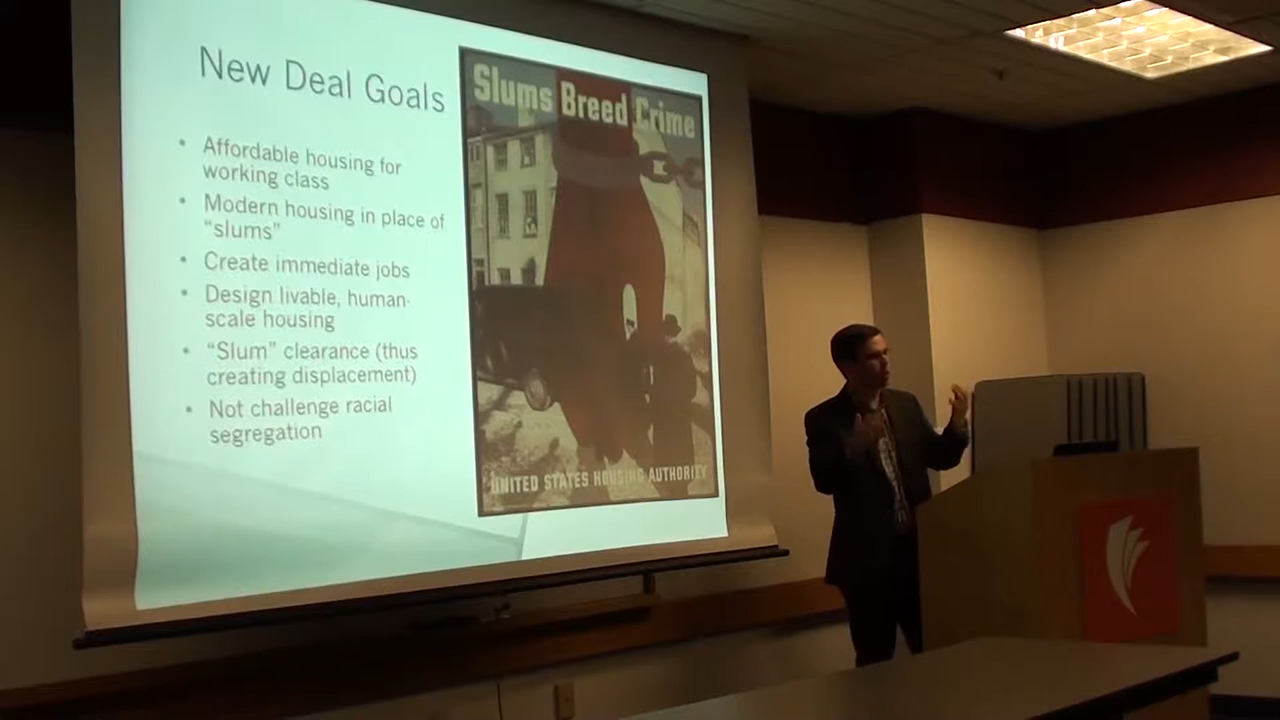 New Deal Goals
• Affordable housing for
working class
• Modern housing in place of
“slums”
• Create immediate jobs
• Design livable, human-
scale housing
• “Slum” clearance (thus
creating displacement)
• Not challenge racial
segregation
Slums Breed Crime
UNITED STATES HOUSING AUTHORITY